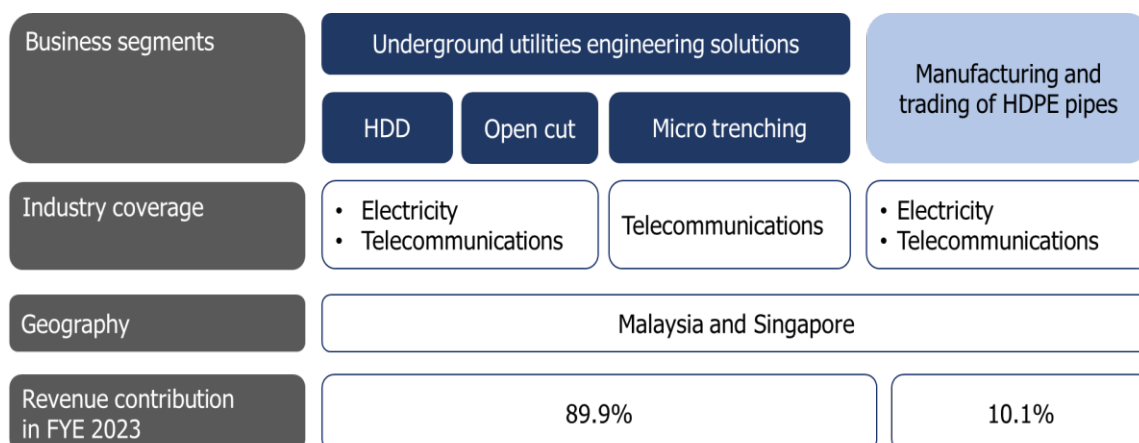 Business segments
Underground utilities engineering solutions
HDD
Open cut
Micro trenching
Manufacturing and
trading of HDPE pipes
Industry coverage
• Electricity
• Telecommunications
Telecommunications
• Electricity
• Telecommunications
Geography
Malaysia and Singapore
Revenue contribution
in FYE 2023
89.9%
10.1%